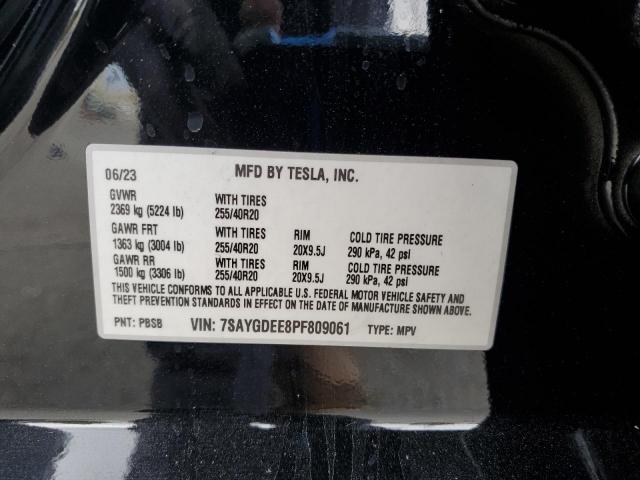 06/23 MFD BY TESLA, INC.
GVWR WITH TIRES
2369 kg (5224 lb) 255/40R20
GAWR FRT WITH TIRES RIM COLD TIRE PRESSURE
1363 kg (3004 lb) 255/40R20 20X9.5J 290 kPa, 42 psi
GAWR RR WITH TIRES RIM COLD TIRE PRESSURE
1500 kg (3306 lb) 255/40R20 20X9.5J 290 kPa, 42 psi
THIS VEHICLE CONFORMS TO ALL APPLICABLE U.S. FEDERAL MOTOR VEHICLE SAFETY AND
THEFT PREVENTION STANDARDS IN EFFECT ON THE DATE OF MANUFACTURE SHOWN ABOVE.
PNT: PBSB VIN: 7SAYGDEE8PF809061 TYPE: MPV